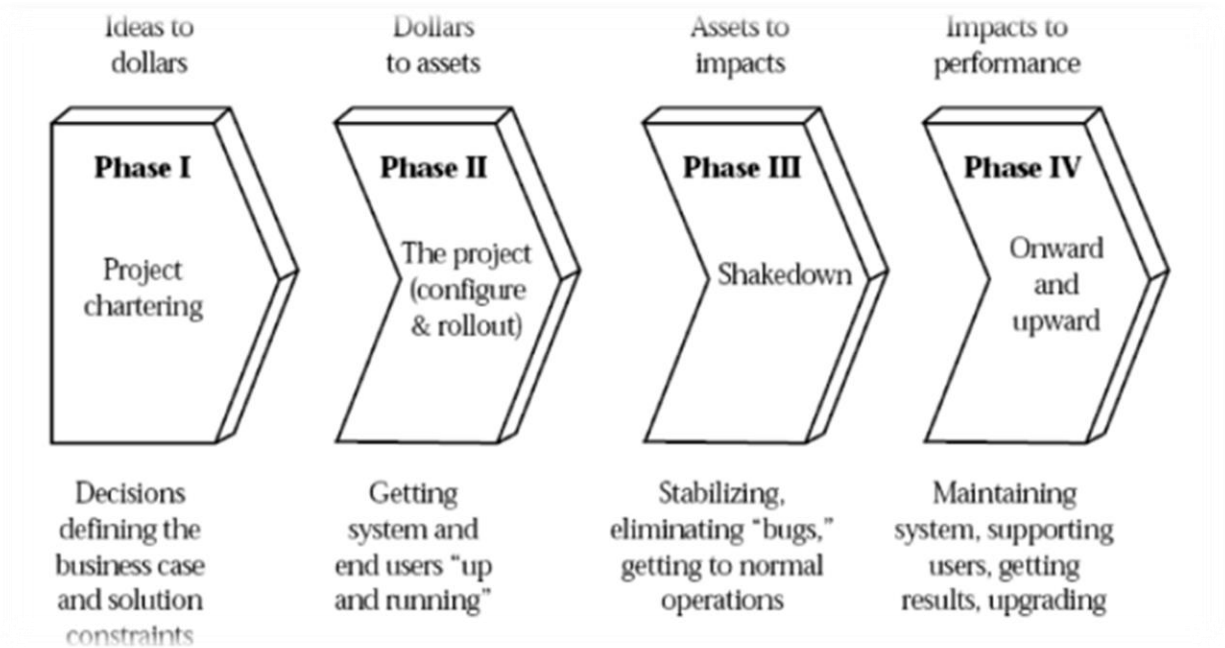 Ideas to
dollars
Dollars
to assets
Assets to
impacts
Impacts to
performance
Phase I
Project
chartering
Phase II
The project
(configure
& rollout)
Phase III
Shakedown
Phase IV
Onward
and
upward
Decisions
defining the
business case
and solution
constraints
Getting
system and
end users “up
and running”
Stabilizing,
eliminating “bugs,”
getting to normal
operations
Maintaining
system, supporting
users, getting
results, upgrading